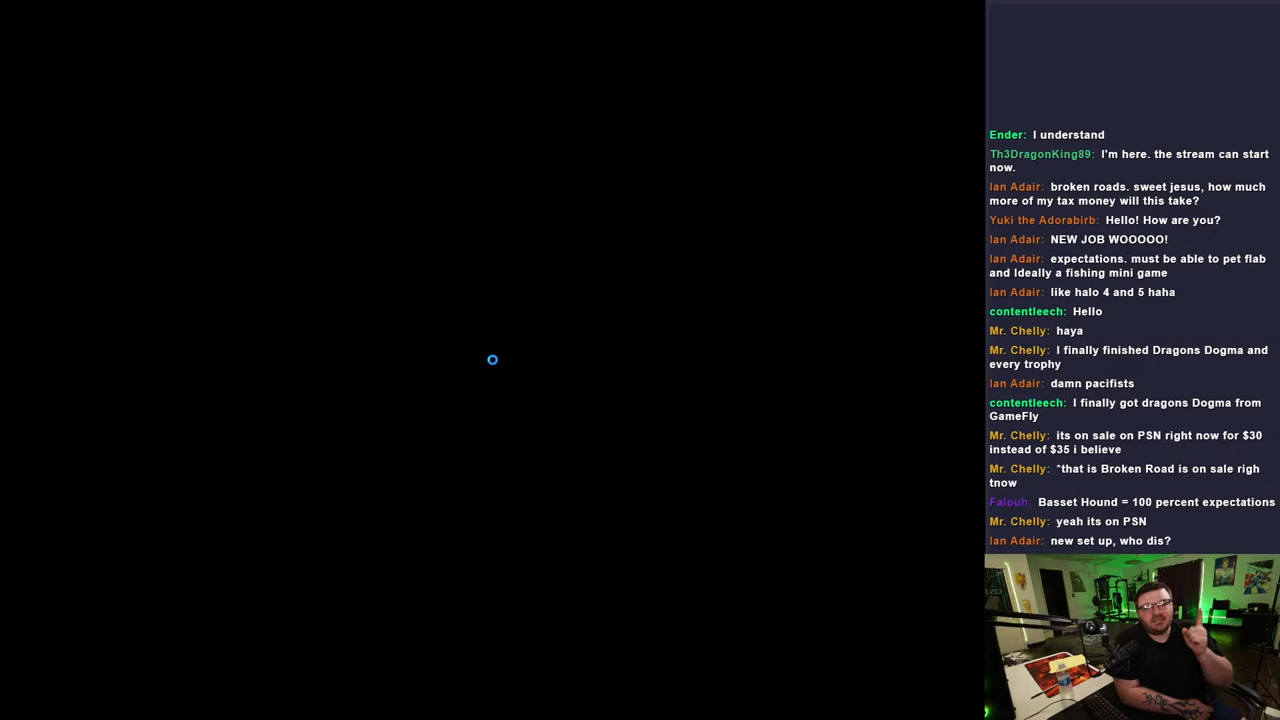 Ender: I understand
Th3DragonKing89: I'm here. the stream can start
now.
Ian Adair: broken roads. sweet jesus, how much
more of my tax money will this take?
Yuki the Adorabirb: Hello! How are you?
Ian Adair: NEW JOB WOOOOO!
Ian Adair: expectations. must be able to pet flab
and Ideally a fishing mini game
Ian Adair: like halo 4 and 5 haha
contentleech: Hello
Mr. Chelly: haya
Mr. Chelly: I finally finished Dragons Dogma and
every trophy
Ian Adair: damn pacifists
contentleech: I finally got dragons Dogma from
GameFly
Mr. Chelly: its on sale on PSN right now for $30
instead of $35 i believe
Mr. Chelly: *that is Broken Road is on sale righ
tnow
Falouh: Basset Hound = 100 percent expectations
Mr. Chelly: yeah its on PSN
Ian Adair: new set up, who dis?